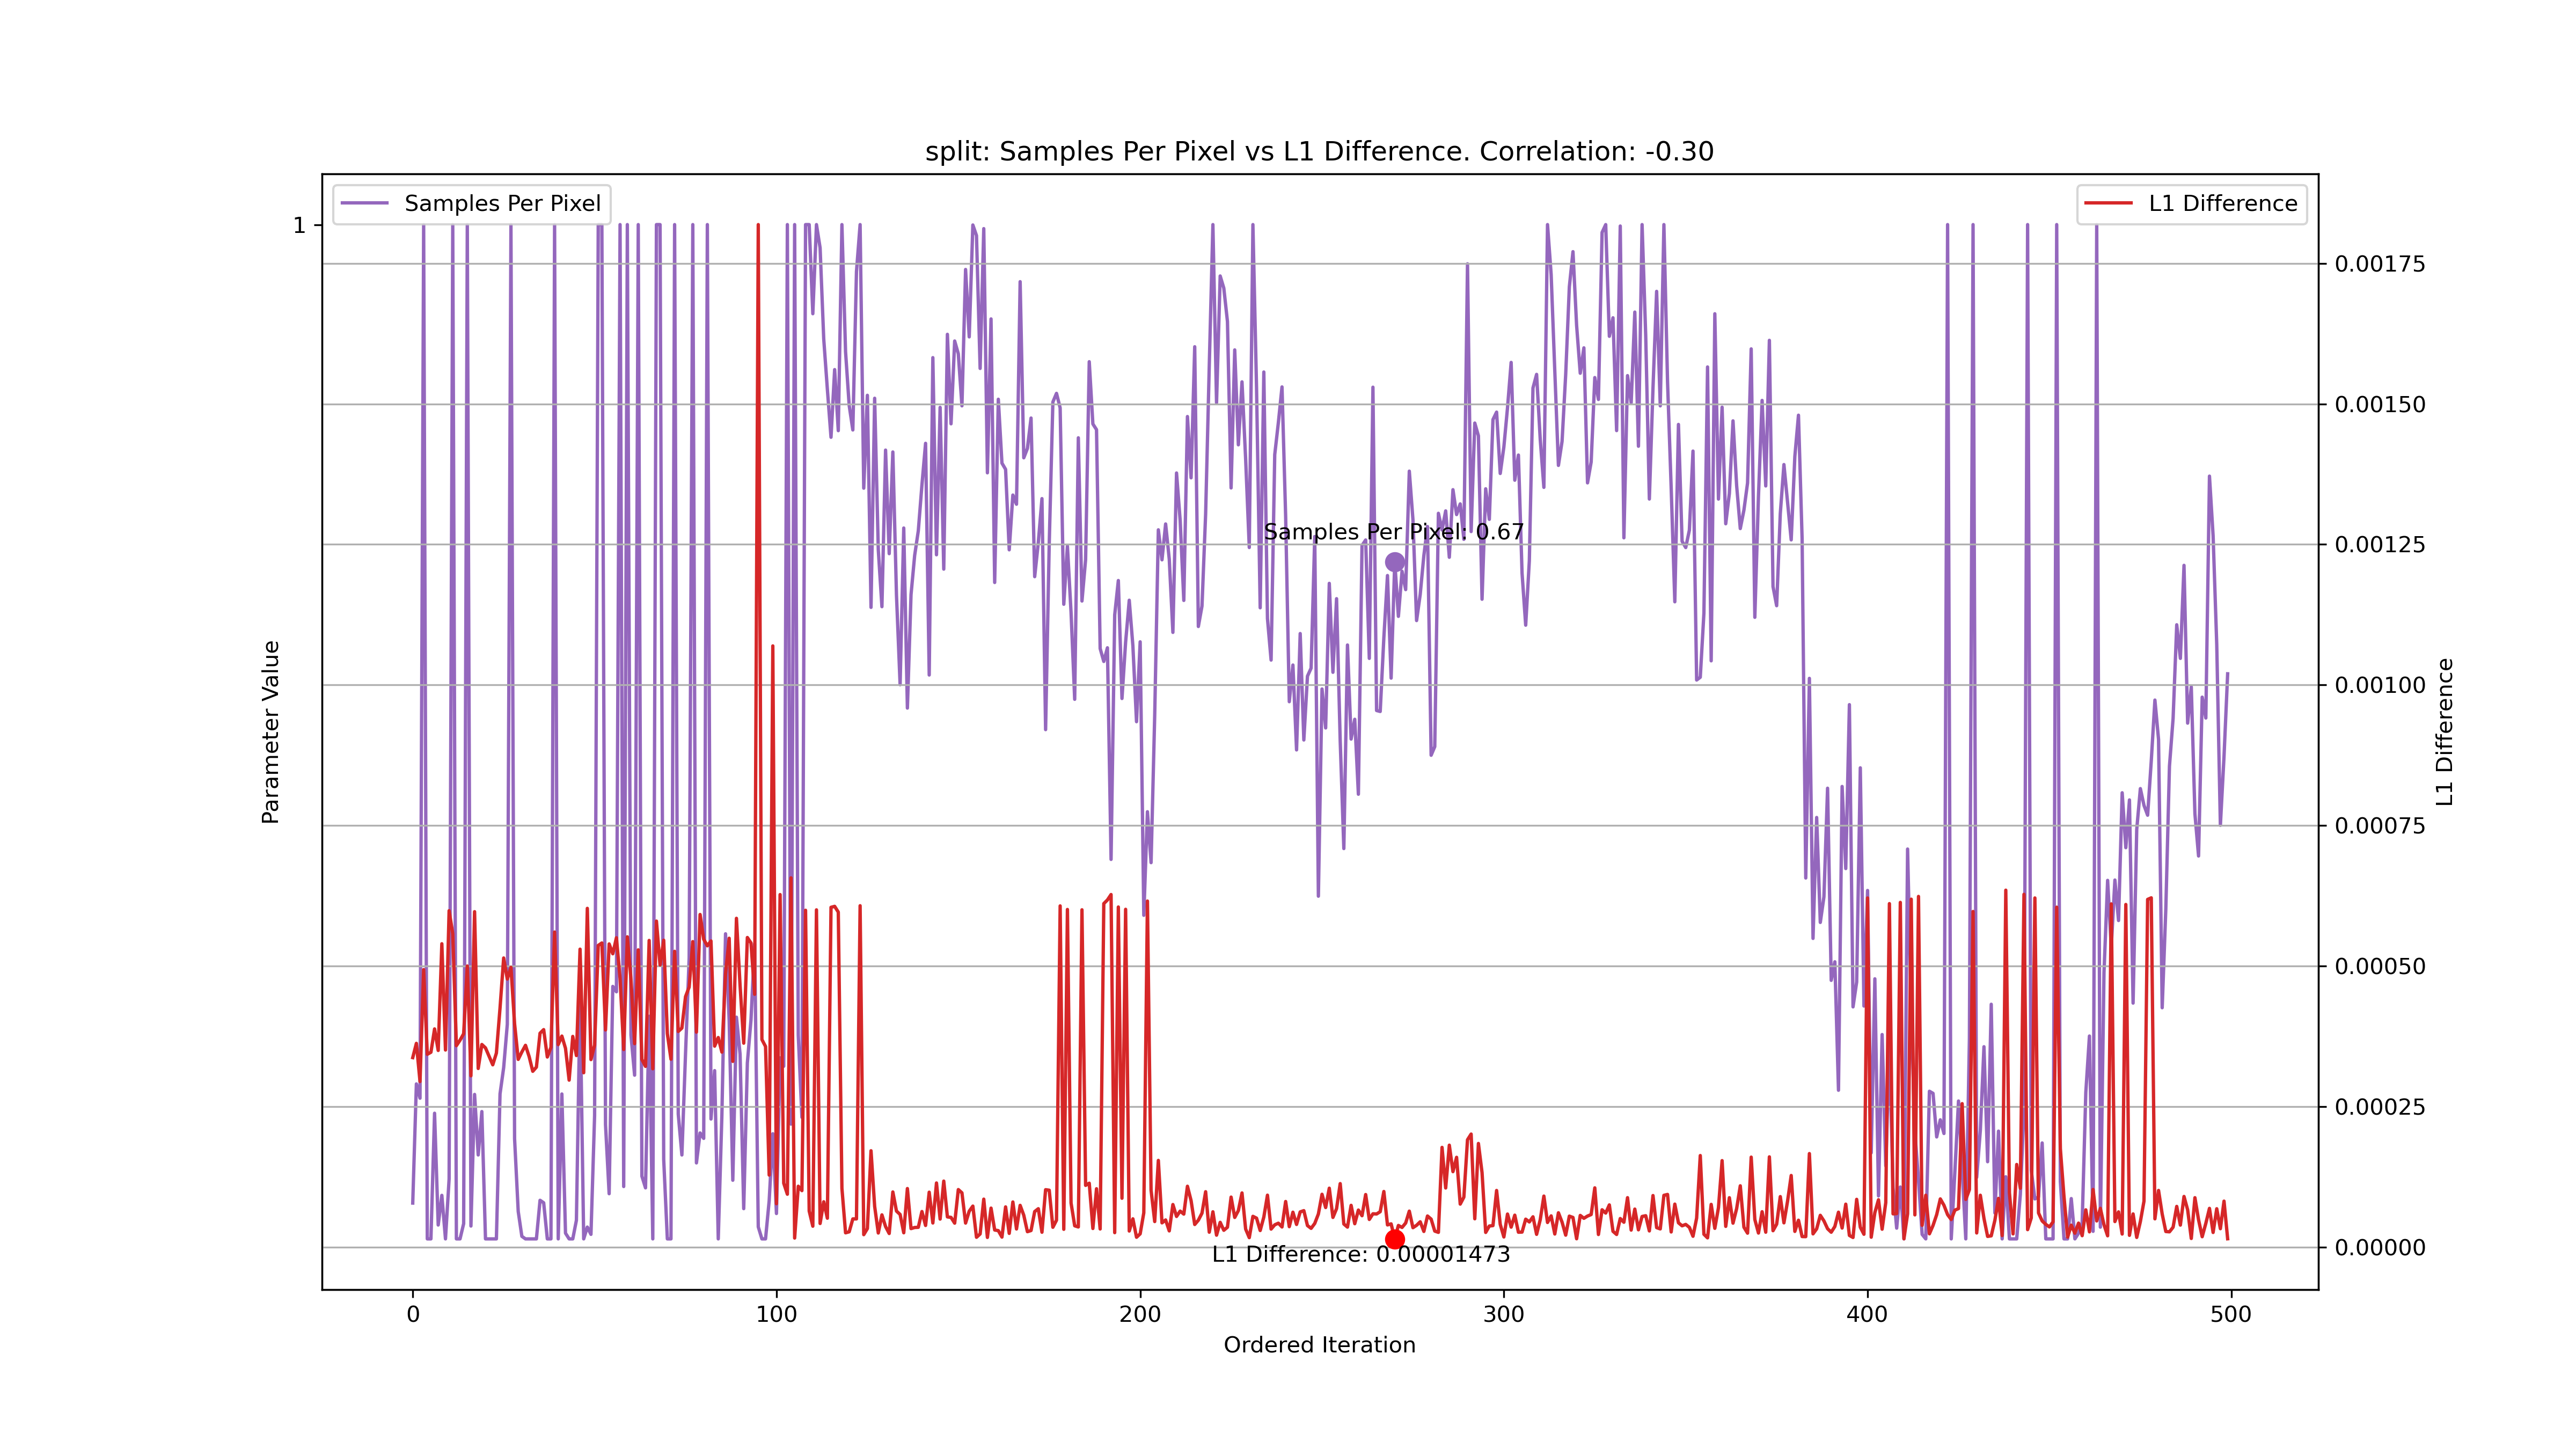 split: Samples Per Pixel vs L1 Difference. Correlation: -0.30
Samples Per Pixel
L1 Difference
1
0.00175
0.00150
Samples Per Pixel: 0.67
0.00125
Parameter Value
0.00100
L1 Difference
0.00075
0.00050
0.00025
0.00000
L1 Difference: 0.00001473
0 100 200 300 400 500
Ordered Iteration